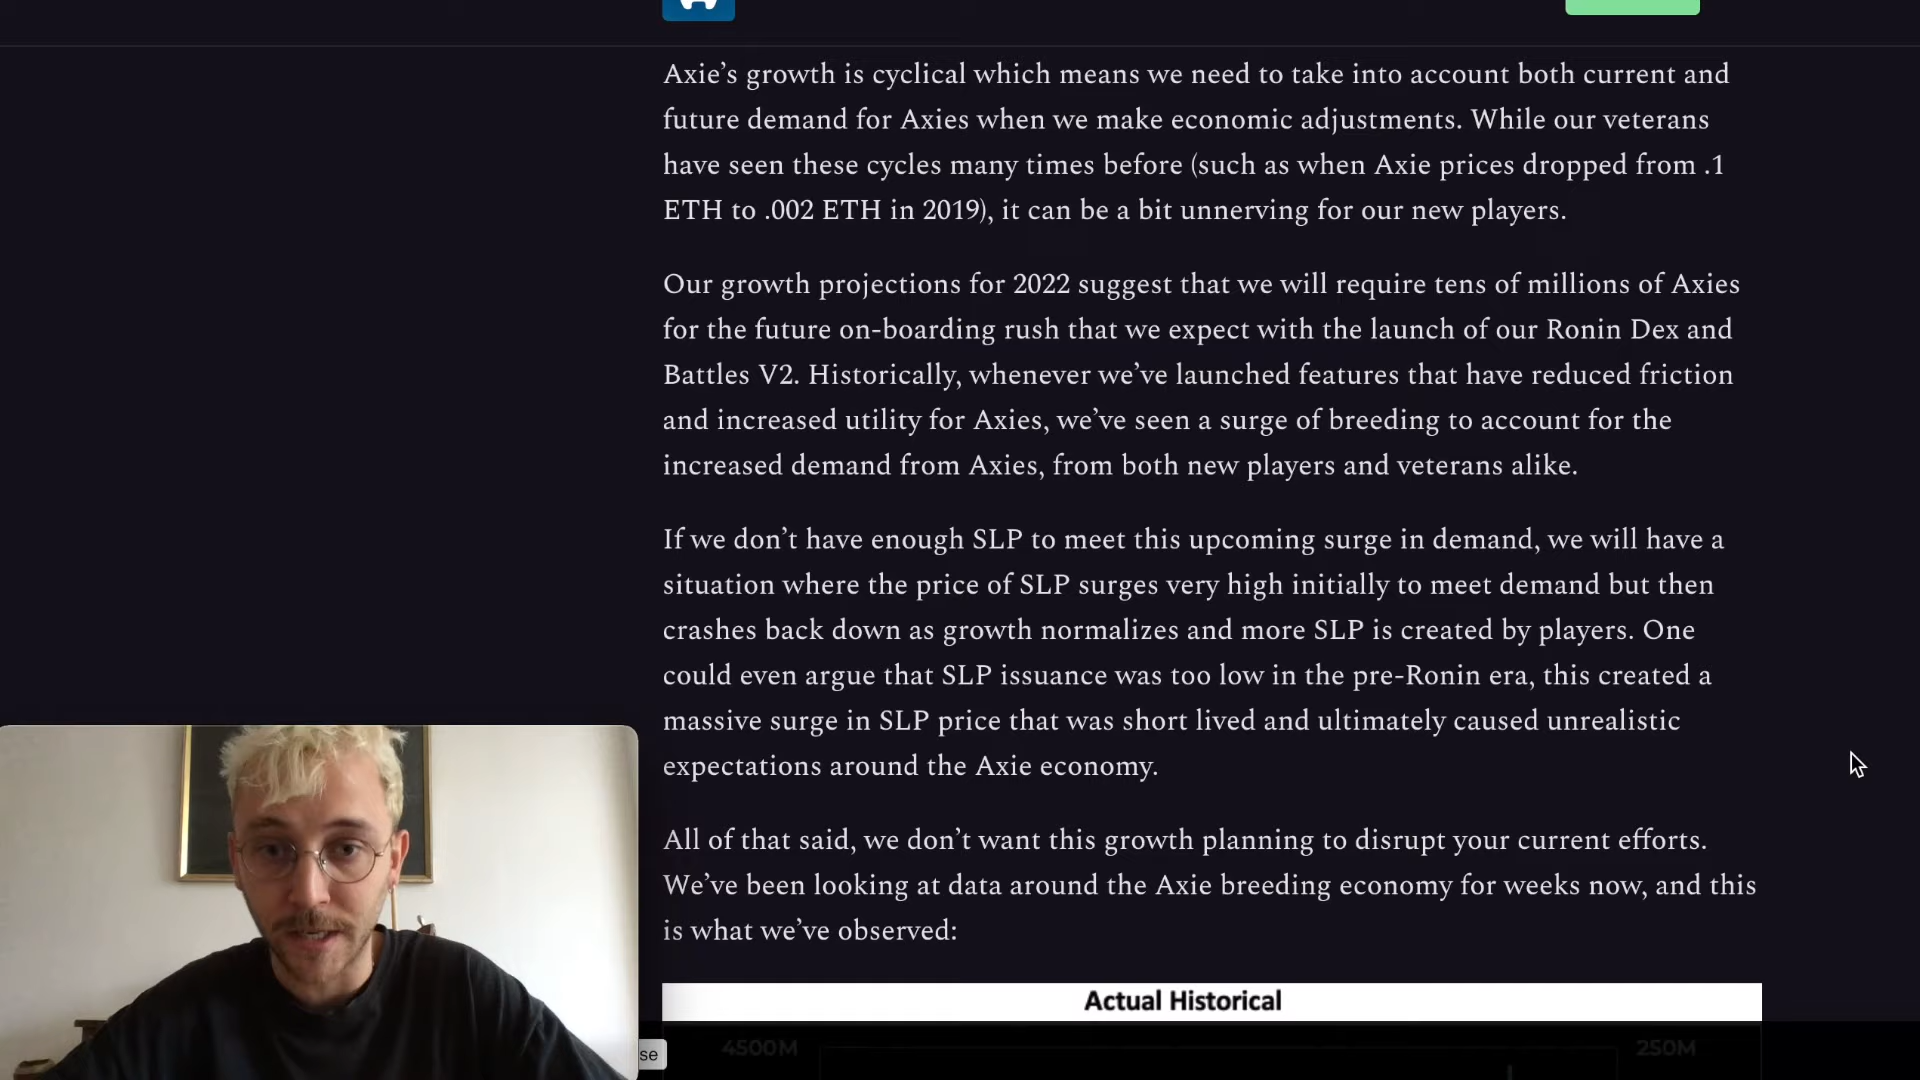 Axie’s growth is cyclical which means we need to take into account both current and
future demand for Axies when we make economic adjustments. While our veterans
have seen these cycles many times before (such as when Axie prices dropped from .1
ETH to .002 ETH in 2019), it can be a bit unnerving for our new players.
Our growth projections for 2022 suggest that we will require tens of millions of Axies
for the future on-boarding rush that we expect with the launch of our Ronin Dex and
Battles V2. Historically, whenever we’ve launched features that have reduced friction
and increased utility for Axies, we’ve seen a surge of breeding to account for the
increased demand from Axies, from both new players and veterans alike.
If we don’t have enough SLP to meet this upcoming surge in demand, we will have a
situation where the price of SLP surges very high initially to meet demand but then
crashes back down as growth normalizes and more SLP is created by players. One
could even argue that SLP issuance was too low in the pre-Ronin era, this created a
massive surge in SLP price that was short lived and ultimately caused unrealistic
expectations around the Axie economy.
All of that said, we don’t want this growth planning to disrupt your current efforts.
We’ve been looking at data around the Axie breeding economy for weeks now, and this
is what we’ve observed:
Actual Historical
4500M 250M
se